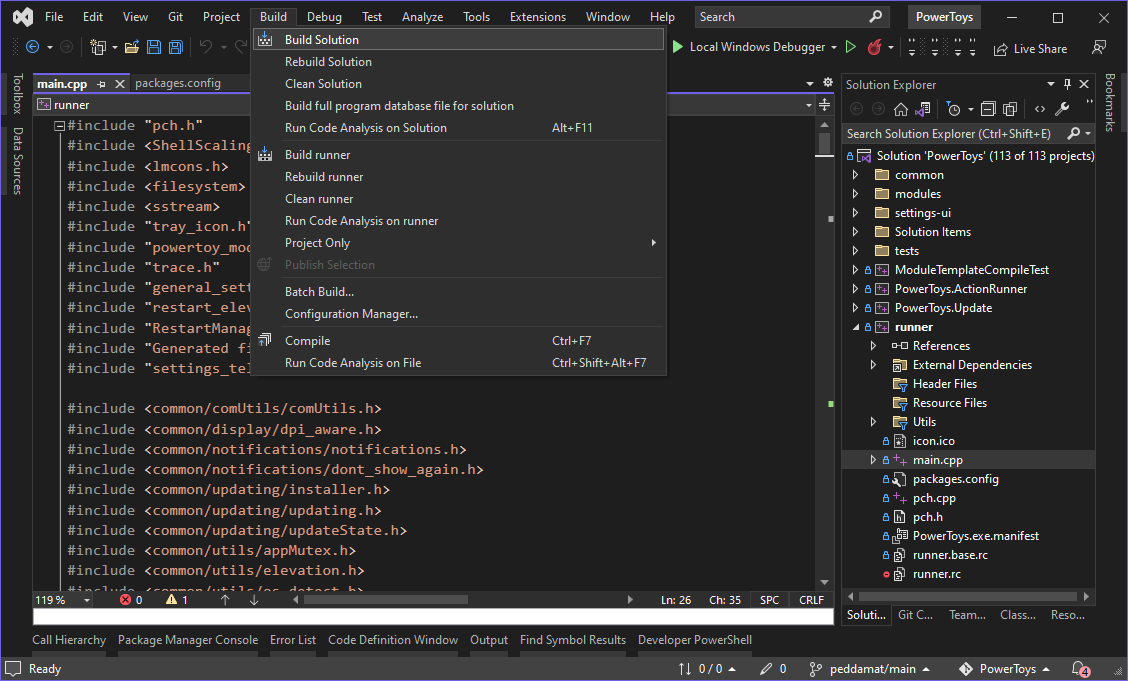 File Edit View Git Project Build Debug Test Analyze Tools Extensions Window Help Search PowerToys
Local Windows Debugger Live Share
Toolbox
Data Sources
main.cpp packages.config
runner
#include "pch.h"
#include <ShellScaling
#include <lmcons.h>
#include <filesystem>
#include <sstream>
#include "tray_icon.h"
#include "powertoy_mod
#include "trace.h"
#include "general_sett
#include "restart_elev
#include "RestartManag
#include "Generated fi
#include "settings_tel
#include <common/comUtils/comUtils.h>
#include <common/display/dpi_aware.h>
#include <common/notifications/notifications.h>
#include <common/notifications/dont_show_again.h>
#include <common/updating/installer.h>
#include <common/updating/updating.h>
#include <common/updating/updateState.h>
#include <common/utils/appMutex.h>
#include <common/utils/elevation.h>
#include <common/utils/os_detect.h>
Build Solution
Rebuild Solution
Clean Solution
Build full program database file for solution
Run Code Analysis on Solution Alt+F11
Build runner
Rebuild runner
Clean runner
Run Code Analysis on runner
Project Only
Publish Selection
Batch Build...
Configuration Manager...
Compile Ctrl+F7
Run Code Analysis on File Ctrl+Shift+Alt+F7
119 % 0 1 Ln: 26 Ch: 35 SPC CRLF
Solution Explorer
Search Solution Explorer (Ctrl+Shift+E)
Solution 'PowerToys' (113 of 113 projects)
common
modules
settings-ui
Solution Items
tests
ModuleTemplateCompileTest
PowerToys.ActionRunner
PowerToys.Update
runner
References
External Dependencies
Header Files
Resource Files
Utils
icon.ico
main.cpp
packages.config
pch.cpp
pch.h
PowerToys.exe.manifest
runner.base.rc
runner.rc
Soluti... Git C... Team... Class... Reso...
Bookmarks
Call Hierarchy Package Manager Console Error List Code Definition Window Output Find Symbol Results Developer PowerShell
Ready 0 / 0 0 peddamat/main PowerToys 4